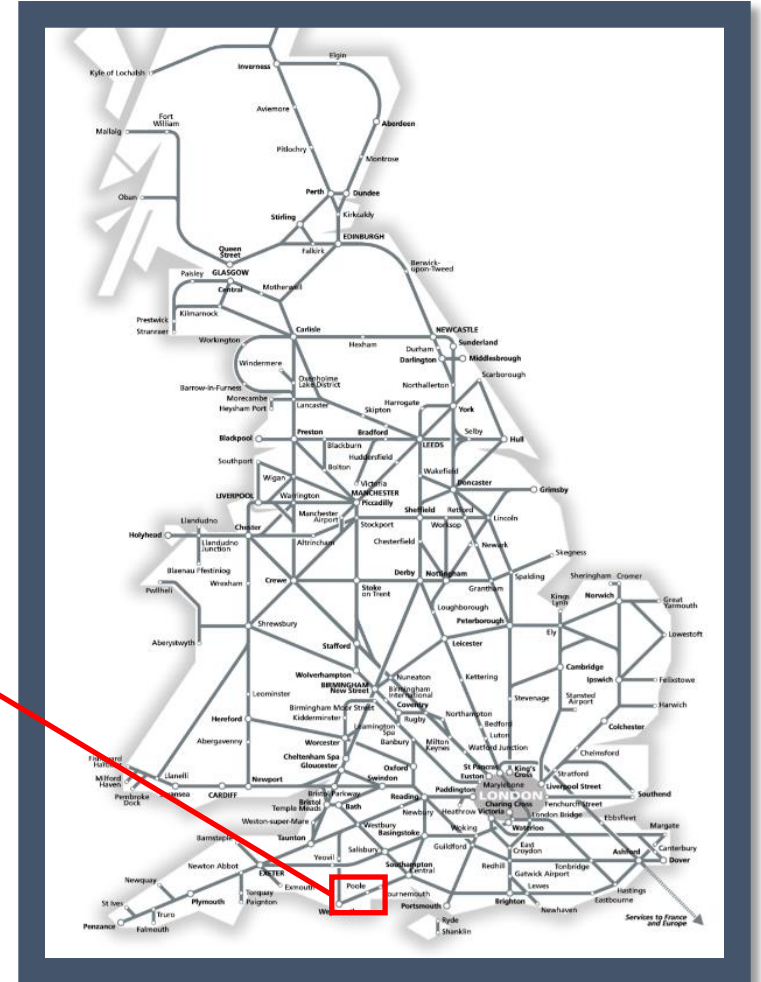 Elgin
Inverness
Kyle of Lochalsh
Aviemore
Fort
William
Mallaig
Aberdeen
Pitlochry
Montrose
Perth
Dundee
Oban
Stirling
Kirkcaldy
EDINBURGH
Queen
Street
Falkirk
Berwick-
upon-Tweed
Paisley
GLASGOW
Central
Motherwell
Prestwick
Kilmarnock
Stranraer
Carlisle
NEWCASTLE
Workington
Hexham
Durham
Sunderland
Darlington
Middlesbrough
Windermere
Scarborough
Oxenholme
Lake District
Barrow-in-Furness
Northallerton
Morecambe
Lancaster
Harrogate
Heysham Port
Skipton
York
Blackpool
Preston
Bradford
LEEDS
Selby
Hull
Blackburn
Huddersfield
Southport
Bolton
Wakefield
Wigan
Victoria
MANCHESTER
Piccadilly
Doncaster
Grimsby
LIVERPOOL
Warrington
Manchester
Airport
Sheffield
Retford
Llandudno
Chester
Stockport
Worksop
Lincoln
Holyhead
Llandudno
Junction
Altrincham
Chesterfield
Newark
Skegness
Blaenau Ffestiniog
Wrexham
Crewe
Stoke
on Trent
Derby
Nottingham
Grantham
Spalding
Sheringham
Cromer
Pwllheli
Loughborough
Kings
Lynn
Norwich
Great
Yarmouth
Shrewsbury
Peterborough
Ely
Lowestoft
Aberystwyth
Stafford
Leicester
Wolverhampton
BIRMINGHAM
New Street
Nuneaton
Kettering
Cambridge
Birmingham
International
Ipswich
Felixstowe
Leominster
Birmingham Moor Street
Coventry
Stevenage
Stansted
Airport
Harwich
Hereford
Kidderminster
Rugby
Northampton
Leamington
Spa
Bedford
Colchester
Abergavenny
Worcester
Banbury
Milton
Keynes
Luton
Cheltenham Spa
Watford Junction
Chelmsford
Gloucester
Oxford
St Pancras
King's
Cross
Euston
Stratford
Milford
Haven
Llanelli
Newport
Swindon
Marylebone
Liverpool Street
Pembroke
Dock
CARDIFF
Bristol Parkway
Reading
Paddington
LONDON
Southend
Bristol
Temple Meads
Bath
Charing Cross
Fenchurch Street
Newbury
Heathrow
Victoria
London Bridge
Ebbsfleet
Weston-super-Mare
Westbury
Basingstoke
Woking
Waterloo
Margate
Barnstaple
Taunton
Salisbury
Guildford
East
Croydon
Canterbury
Yeovil
Southampton
Central
Redhill
Tonbridge
Ashford
Dover
Newton Abbot
EXETER
Gatwick Airport
Newquay
Exmouth
Poole
Lewes
Hastings
St Ives
Plymouth
Torquay
Paignton
Bournemouth
Portsmouth
Brighton
Eastbourne
Newhaven
Truro
Penzance
Falmouth
Ryde
Shanklin
Services to France
and Europe